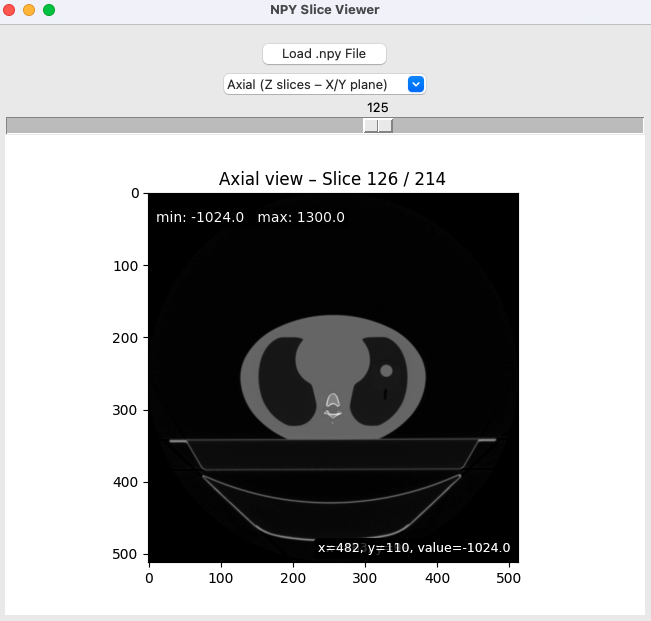 NPY Slice Viewer
Load .npy File
Axial (Z slices – X/Y plane)
125
Axial view – Slice 126 / 214
min: -1024.0   max: 1300.0
0
100
200
300
400
500
x=482, y=110, value=-1024.0
0 100 200 300 400 500